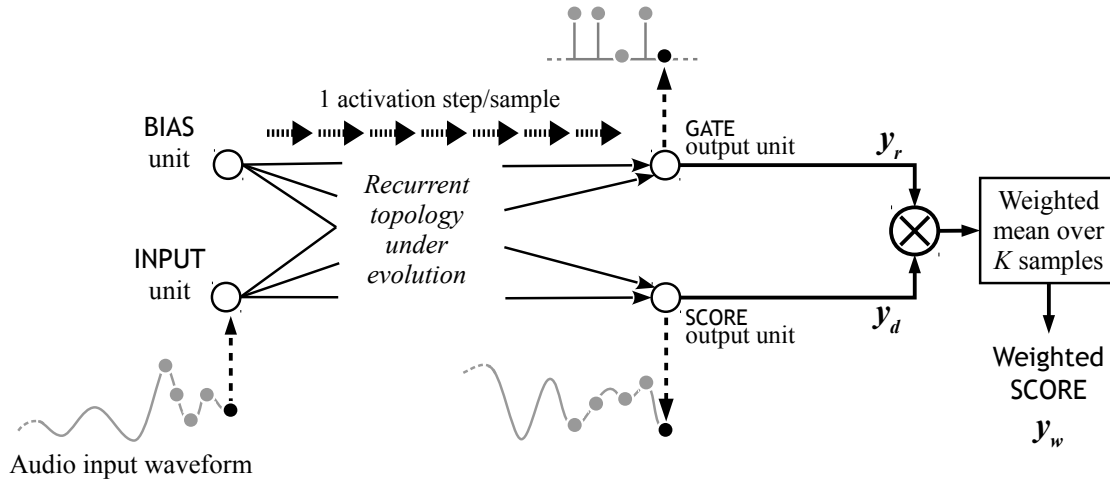 1 activation step/sample
BIAS
unit
GATE
output unit
y_r
Recurrent
topology
under
evolution
Weighted
mean over
K samples
INPUT
unit
SCORE
output unit
y_d
Weighted
SCORE
y_w
Audio input waveform